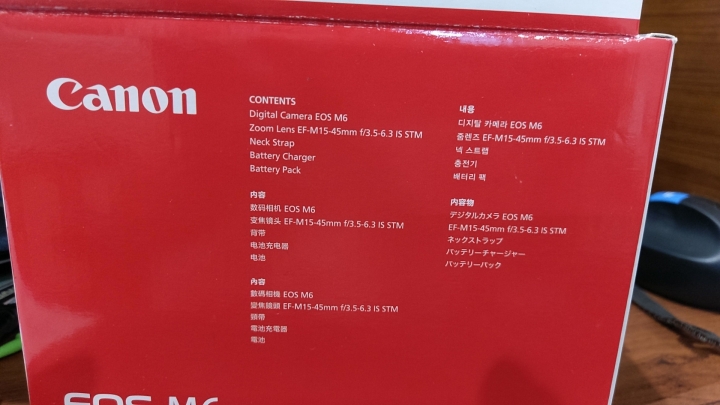 Canon
CONTENTS
Digital Camera EOS M6
Zoom Lens EF-M15-45mm f/3.5-6.3 IS STM
Neck Strap
Battery Charger
Battery Pack
内容
数码相机 EOS M6
变焦镜头 EF-M15-45mm f/3.5-6.3 IS STM
背带
电池充电器
电池
內容
數碼相機 EOS M6
變焦鏡頭 EF-M15-45mm f/3.5-6.3 IS STM
頸帶
電池充電器
電池
내용
디지탈 카메라 EOS M6
줌렌즈 EF-M15-45mm f/3.5-6.3 IS STM
넥 스트랩
충전기
배터리 팩
内容物
デジタルカメラ EOS M6
EF-M15-45mm f/3.5-6.3 IS STM
ネックストラップ
バッテリーチャージャー
バッテリーパック
EOS M6